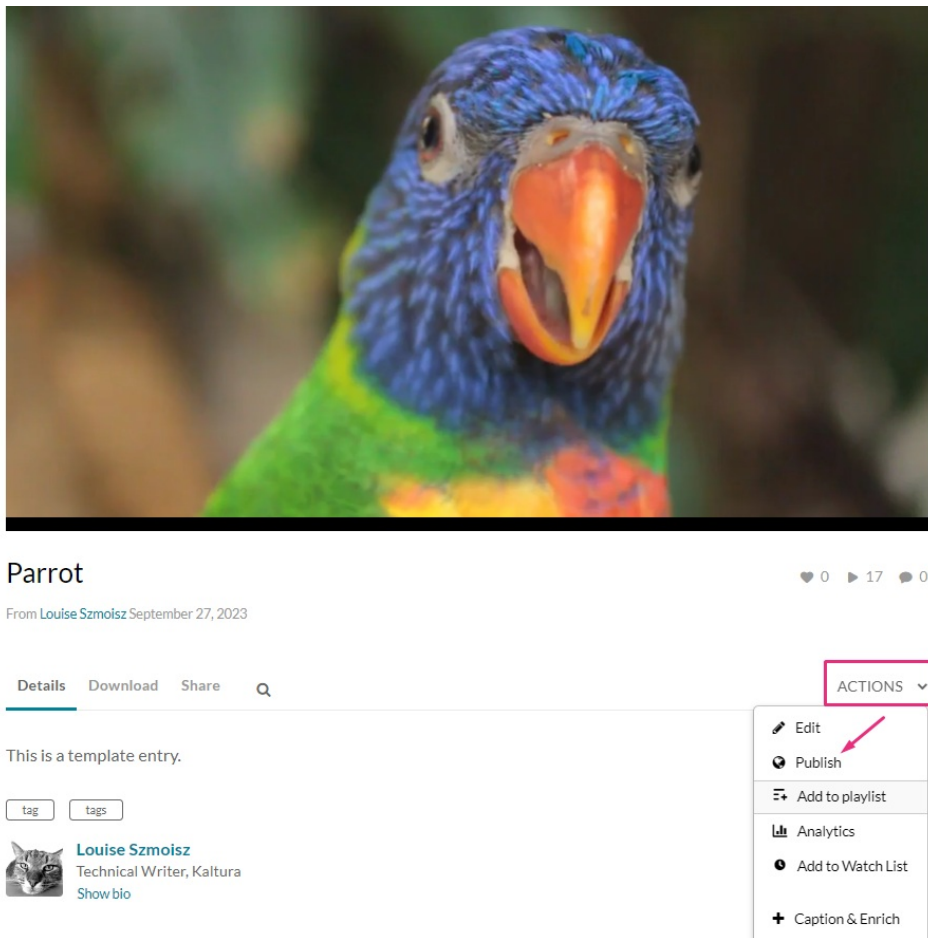 Parrot
0 17 0
From Louise Szmoisz September 27, 2023
Details Download Share ACTIONS
Edit
Publish
Add to playlist
Analytics
Add to Watch List
Caption & Enrich
This is a template entry.
tag tags
Louise Szmoisz
Technical Writer, Kaltura
Show bio